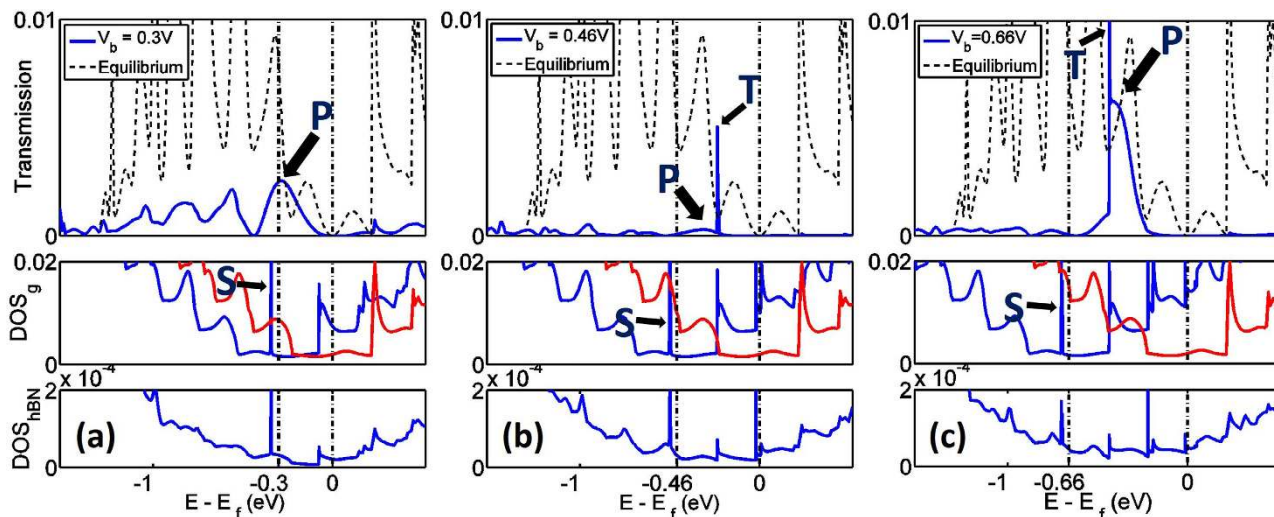 0.01
V_b = 0.3V
Equilibrium
P
Transmission
0
0.02
S
DOS_g
0
x 10^-4
2
DOS_hBN
(a)
0
-1
-0.3
0
E - E_f (eV)
0.01
V_b = 0.46V
Equilibrium
T
P
0
0.02
S
0
x 10^-4
2
(b)
0
-1
-0.46
0
E - E_f (eV)
0.01
V_b=0.66V
Equilibrium
T
P
0
0.02
S
0
x 10^-4
2
(c)
0
-1
-0.66
0
E - E_f (eV)